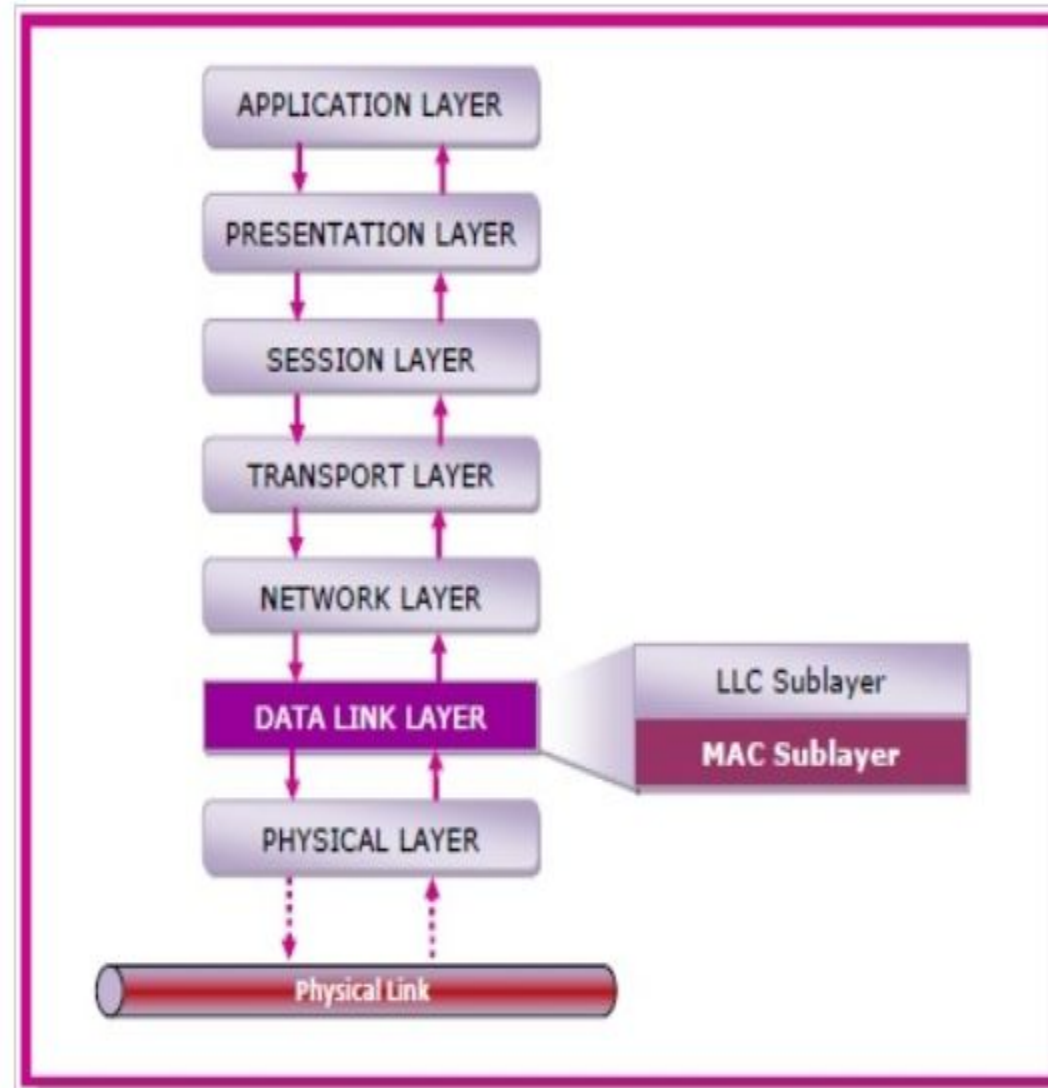 APPLICATION LAYER
PRESENTATION LAYER
SESSION LAYER
TRANSPORT LAYER
NETWORK LAYER
DATA LINK LAYER
LLC Sublayer
MAC Sublayer
PHYSICAL LAYER
Physical Link